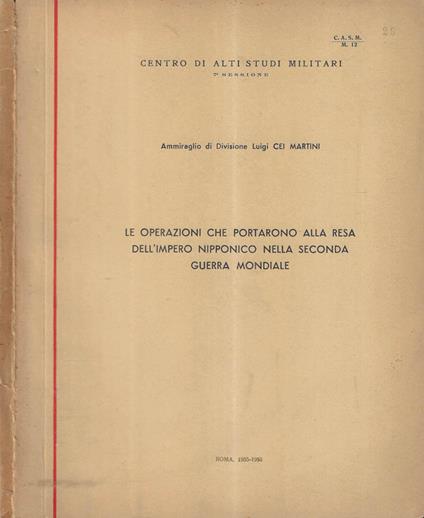 C. A. S. M.
M. 12
CENTRO DI ALTI STUDI MILITARI
7ª SESSIONE
Ammiraglio di Divisione Luigi CEI MARTINI
LE OPERAZIONI CHE PORTARONO ALLA RESA
DELL'IMPERO NIPPONICO NELLA SECONDA
GUERRA MONDIALE
ROMA, 1955-1956